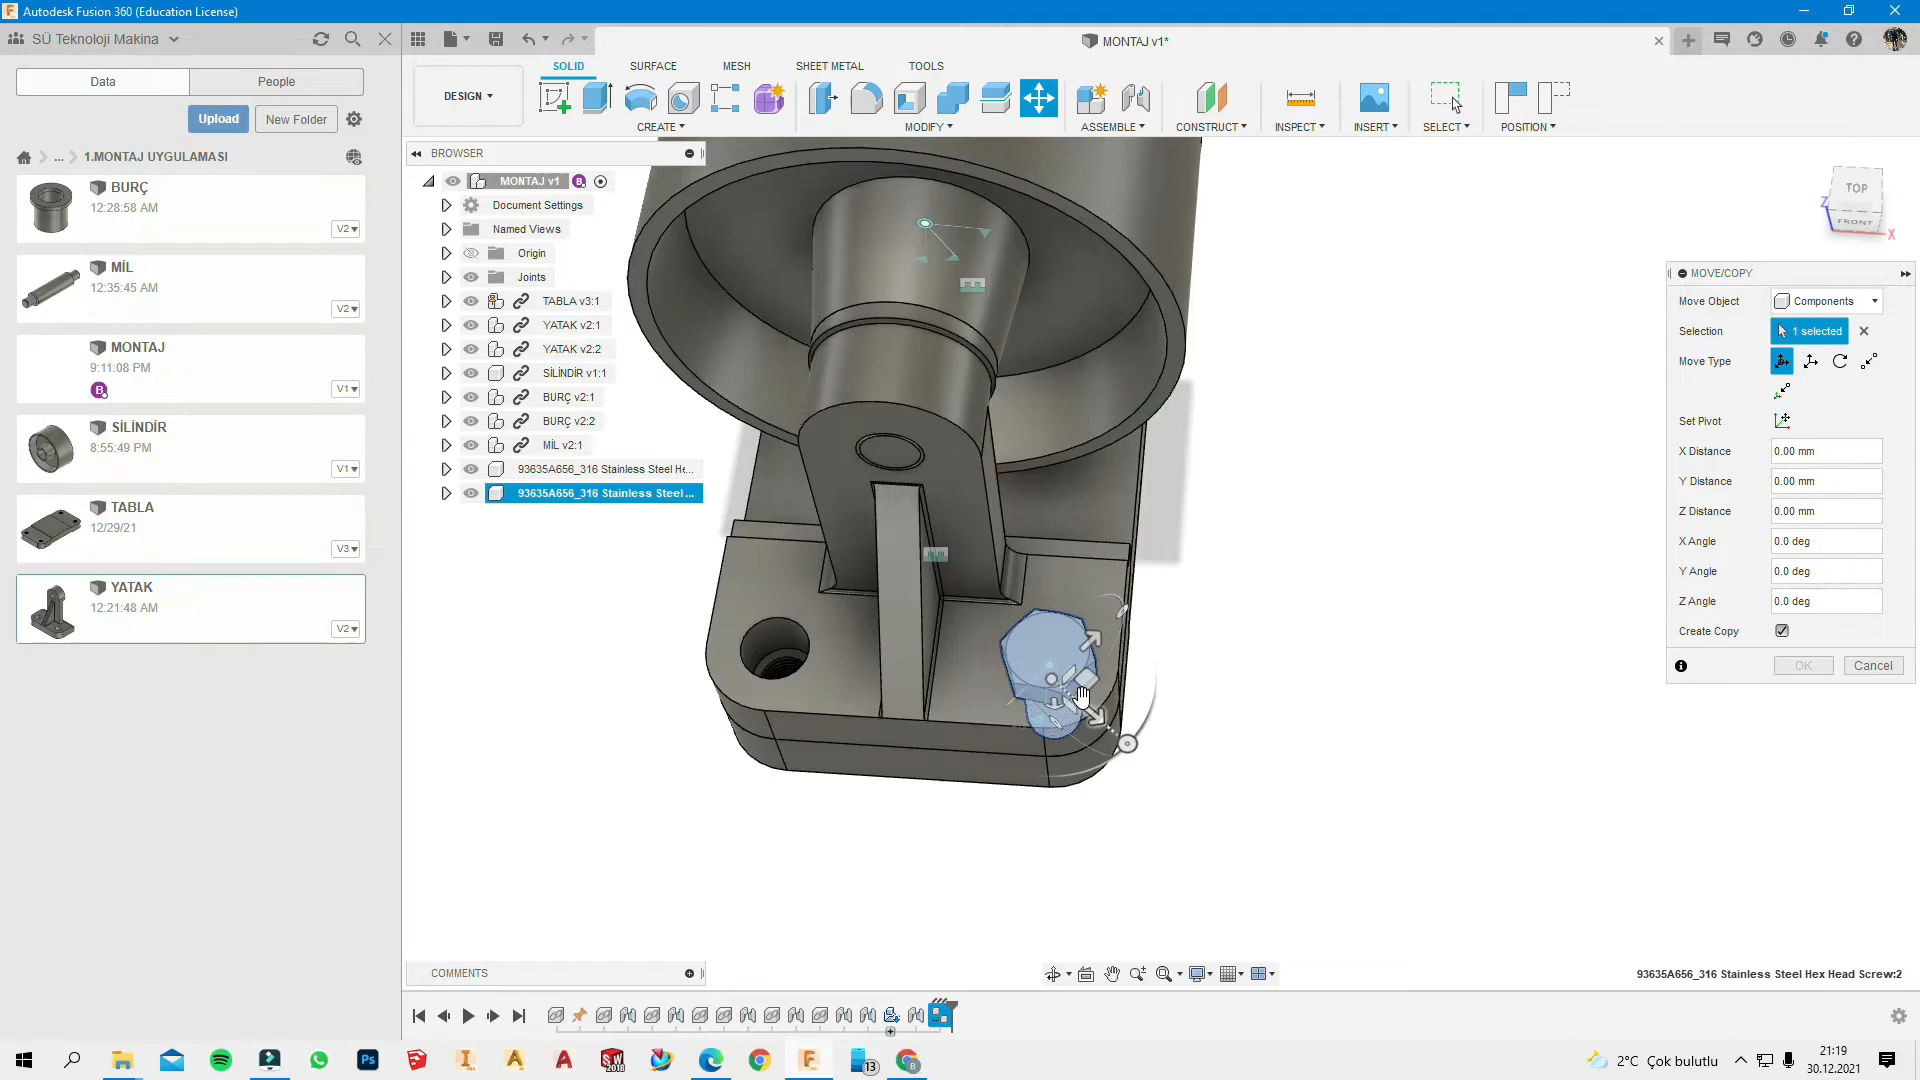 Autodesk Fusion 360 (Education License)
SÜ Teknoloji Makina
MONTAJ v1*
Data
People
Upload
New Folder
... 1.MONTAJ UYGULAMASI
BURÇ
12:28:58 AM
V2
MİL
12:35:45 AM
V2
MONTAJ
9:11:08 PM
B
V1
SİLİNDİR
8:55:49 PM
V1
TABLA
12/29/21
V3
YATAK
12:21:48 AM
V2
DESIGN
SOLID
SURFACE
MESH
SHEET METAL
TOOLS
CREATE
MODIFY
ASSEMBLE
CONSTRUCT
INSPECT
INSERT
SELECT
POSITION
BROWSER
MONTAJ v1
B
Document Settings
Named Views
Origin
Joints
TABLA v3:1
YATAK v2:1
YATAK v2:2
SİLİNDİR v1:1
BURÇ v2:1
BURÇ v2:2
MİL v2:1
93635A656_316 Stainless Steel He...
93635A656_316 Stainless Steel ...
TOP
FRONT
Z
X
MOVE/COPY
Move Object
Components
Selection
1 selected
Move Type
Set Pivot
X Distance
0.00 mm
Y Distance
0.00 mm
Z Distance
0.00 mm
X Angle
0.0 deg
Y Angle
0.0 deg
Z Angle
0.0 deg
Create Copy
OK
Cancel
COMMENTS
93635A656_316 Stainless Steel Hex Head Screw:2
Ps
SW
2018
13
B
2°C Çok bulutlu
21:19
30.12.2021